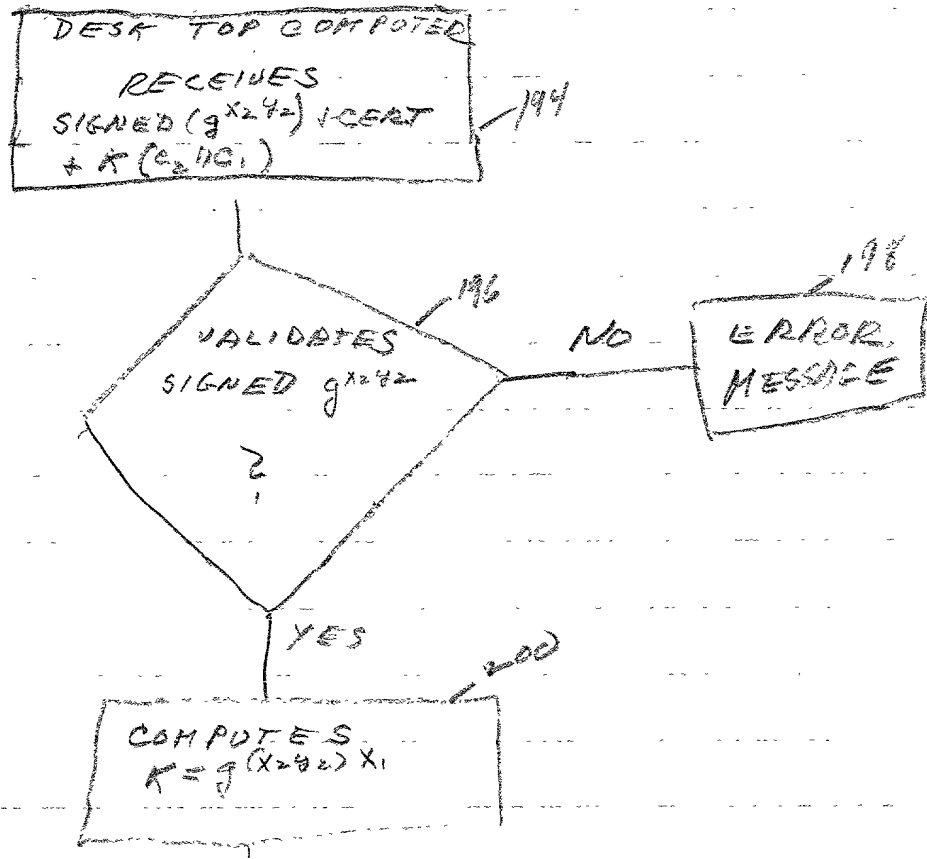 DESK TOP COMPUTER
RECEIVES
SIGNED (g^x₂y₂) + CERT
+ K (C₂ || C₁)
194
VALIDATES
SIGNED g^x₂y₂
?
196
NO
198
ERROR
MESSAGE
YES
200
COMPUTES
K = g^(x₂y₂) x₁